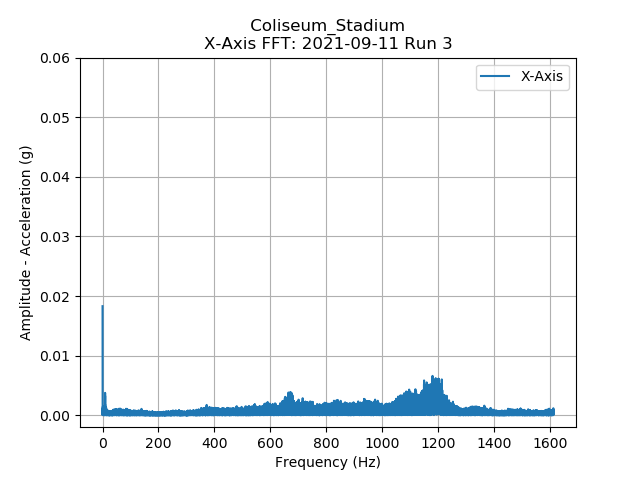 Coliseum_Stadium
X-Axis FFT: 2021-09-11 Run 3
X-Axis
0.06
0.05
0.04
0.03
0.02
0.01
0.00
Amplitude - Acceleration (g)
0 200 400 600 800 1000 1200 1400 1600
Frequency (Hz)